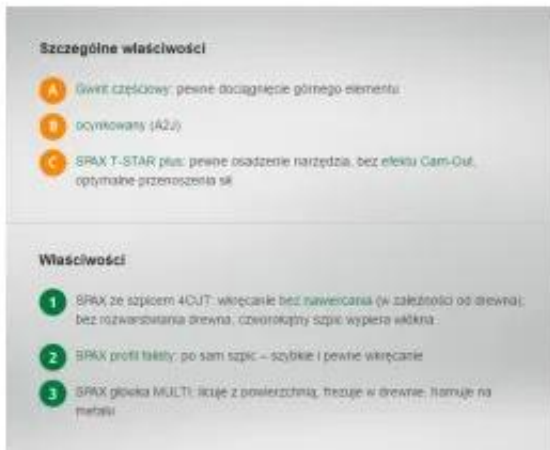 Szczególne właściwości
A Gwint częściowy: pewne dociągnięcie górnego elementu
B ocynkowany (A2J)
C SPAX T-STAR plus: pewne osadzenie narzędzia, bez efektu Cam-Out,
optymalne przenoszenia sił
Właściwości
1 SPAX ze szpicem 4CUT: wkręcanie bez nawiercania (w zależności od drewna),
bez rozwarstwiania drewna, czworokątny szpic wypiera włókna
2 SPAX profil falisty: po sam szpic – szybkie i pewne wkręcanie
3 SPAX główka MULTI: licuje z powierzchnią, frezuje w drewnie, hamuje na
metalu